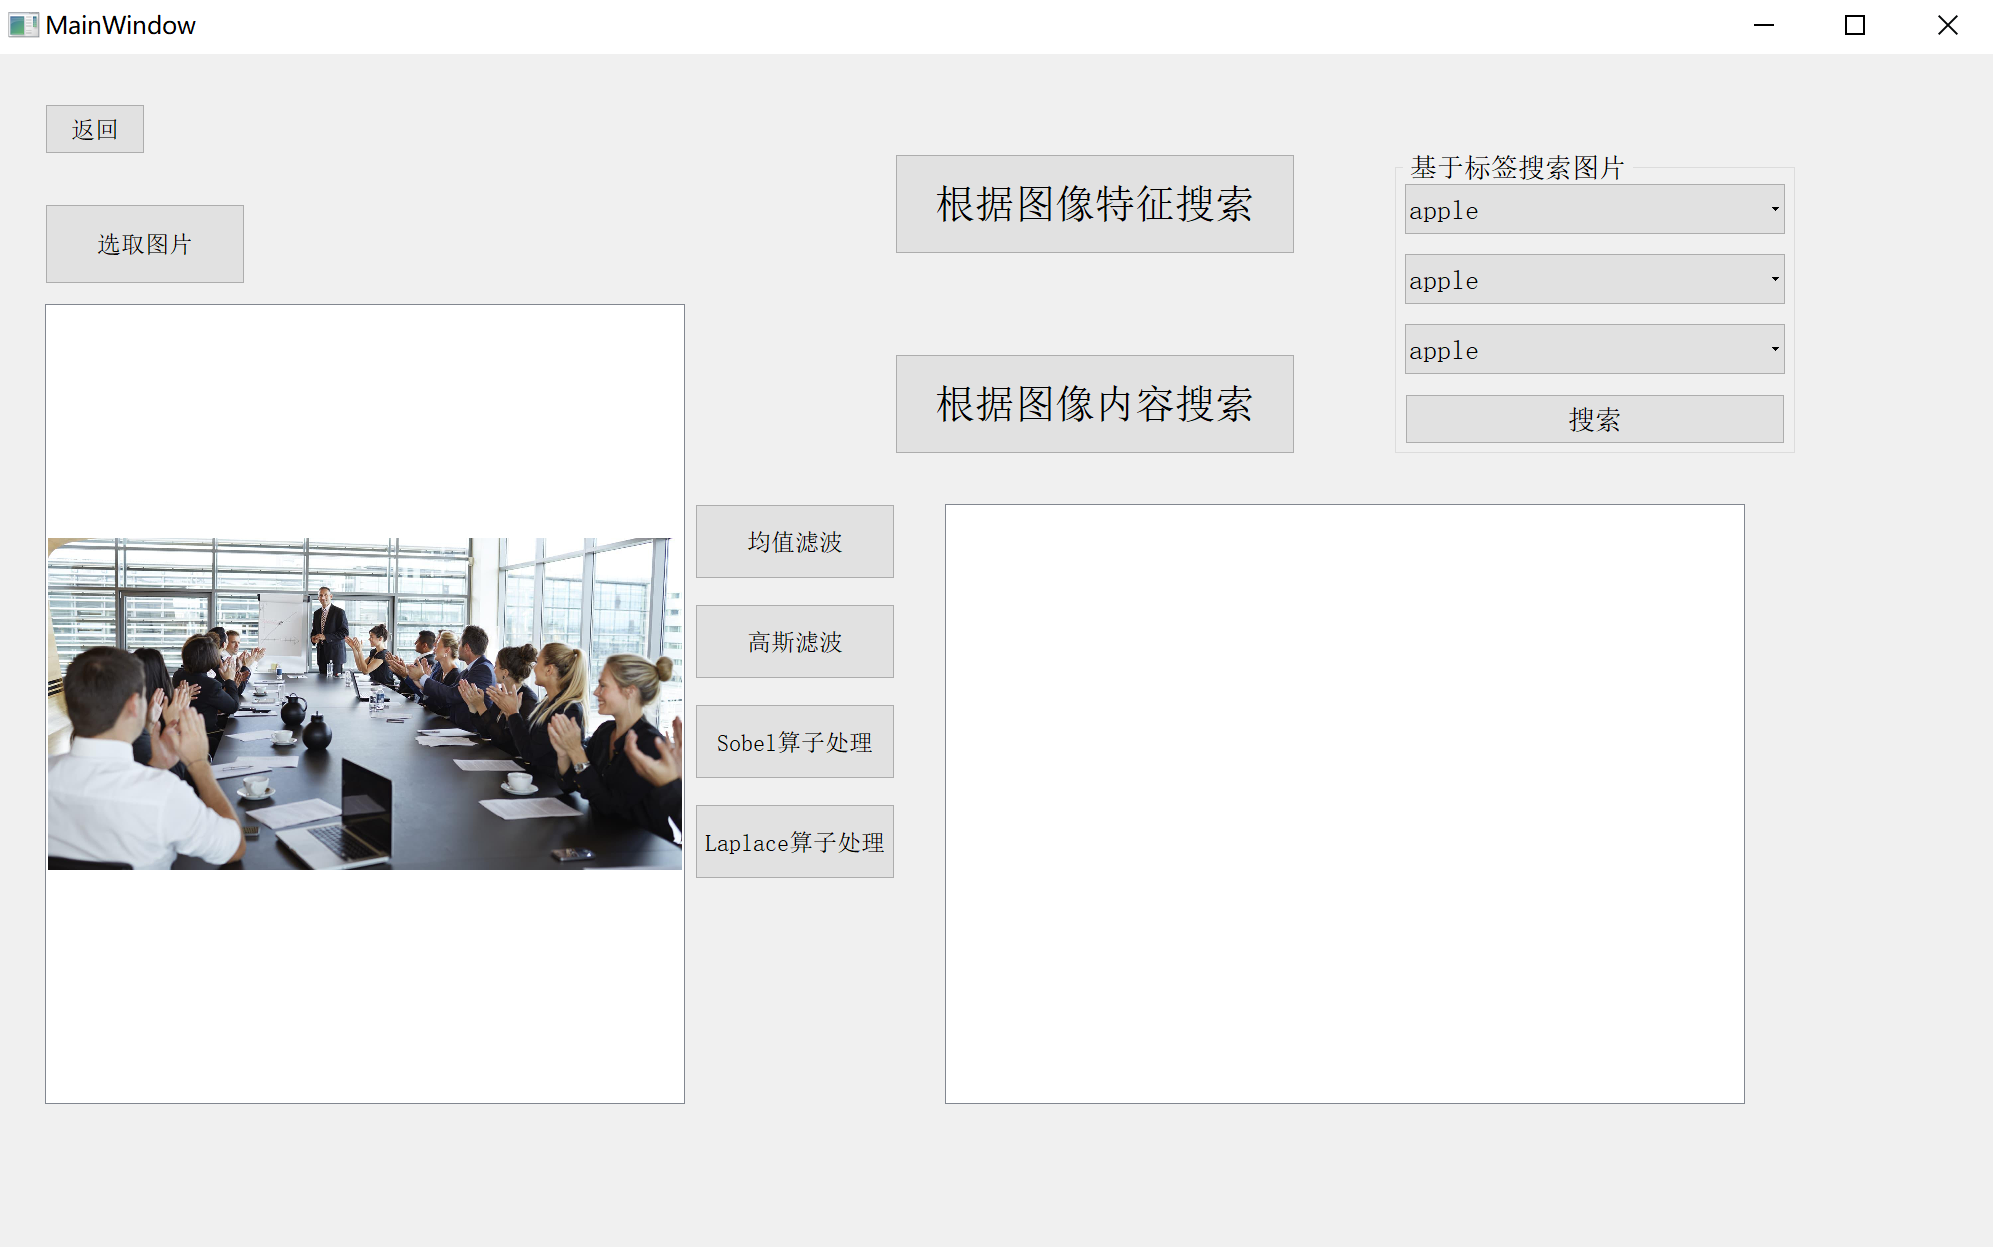 MainWindow
返回
选取图片
根据图像特征搜索
根据图像内容搜索
基于标签搜索图片
apple
apple
apple
搜索
均值滤波
高斯滤波
Sobel算子处理
Laplace算子处理